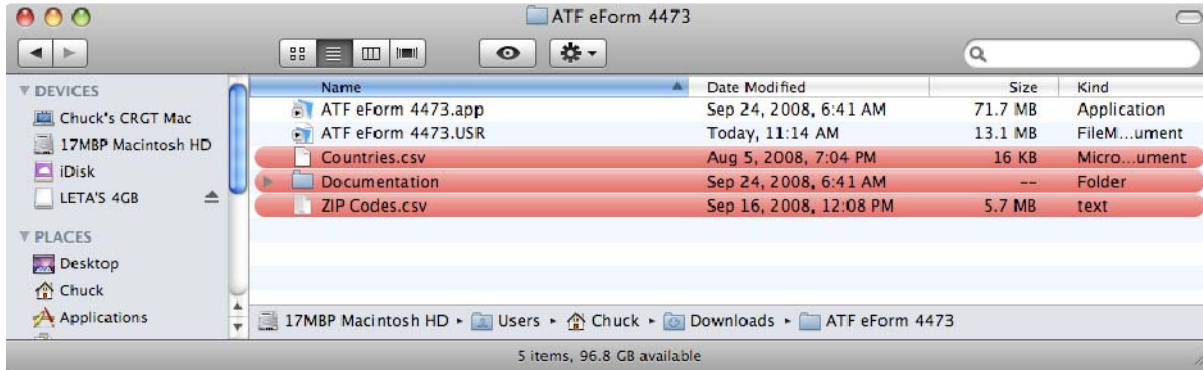 ATF eForm 4473
DEVICES
Chuck's CRGT Mac
17MBP Macintosh HD
iDisk
LETA'S 4GB
PLACES
Desktop
Chuck
Applications
Name Date Modified Size Kind
ATF eForm 4473.app Sep 24, 2008, 6:41 AM 71.7 MB Application
ATF eForm 4473.USR Today, 11:14 AM 13.1 MB FileM...ument
Countries.csv Aug 5, 2008, 7:04 PM 16 KB Micro...ument
Documentation Sep 24, 2008, 6:41 AM -- Folder
ZIP Codes.csv Sep 16, 2008, 12:08 PM 5.7 MB text
17MBP Macintosh HD ▸ Users ▸ Chuck ▸ Downloads ▸ ATF eForm 4473
5 items, 96.8 GB available